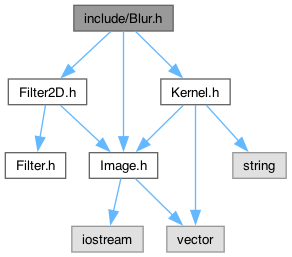 include/Blur.h
Filter2D.h
Kernel.h
Filter.h
Image.h
string
iostream
vector